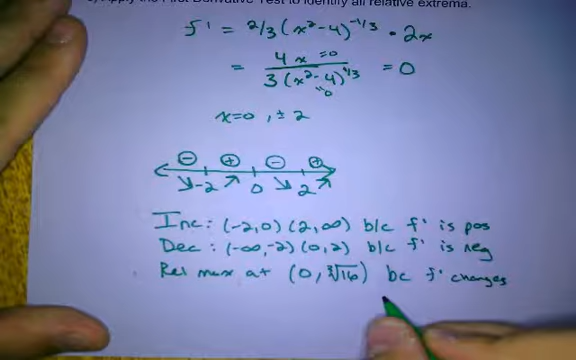 ) Apply the First Derivative Test to identify all relative extrema.
f' = 2/3 (x² - 4)^-1/3 · 2x
= 4x =0 / 3 (x² - 4)^1/3 =0 = 0
x=0, ±2
⊖ ⊕ ⊖ ⊕
↘ -2 ↗ 0 ↘ 2 ↗
Inc: (-2,0) (2,∞) b/c f' is pos
Dec: (-∞,-2) (0,2) b/c f' is neg
Rel max at (0, ∛16) bc f' changes